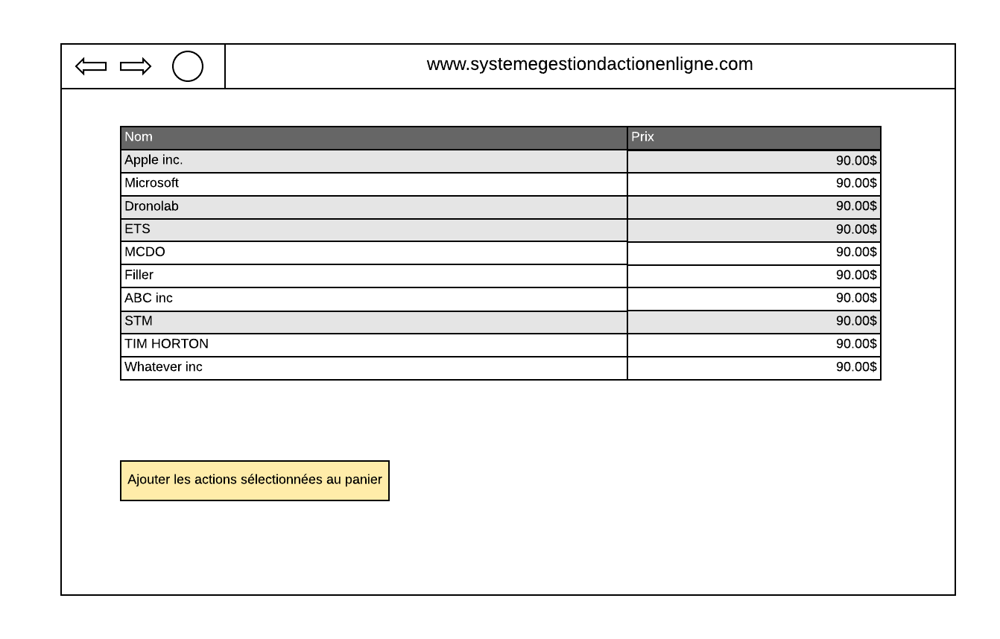 www.systemegestiondactionenligne.com
Nom Prix
Apple inc. 90.00$
Microsoft 90.00$
Dronolab 90.00$
ETS 90.00$
MCDO 90.00$
Filler 90.00$
ABC inc 90.00$
STM 90.00$
TIM HORTON 90.00$
Whatever inc 90.00$
Ajouter les actions sélectionnées au panier